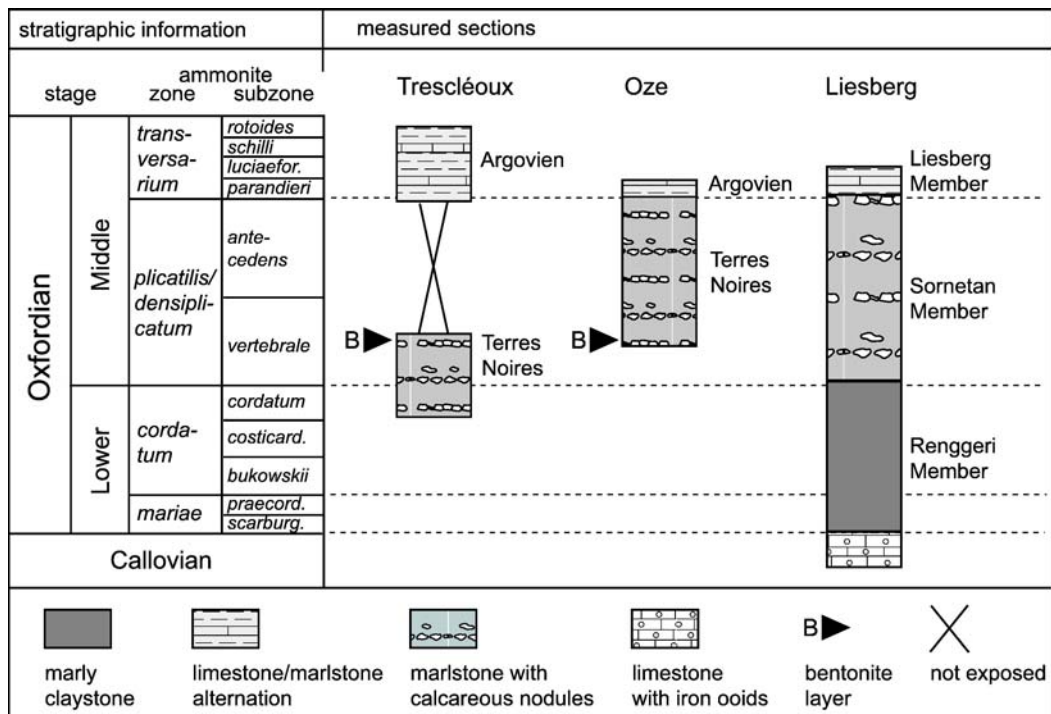 stratigraphic information
measured sections
ammonite
stage
zone
subzone
Trescléoux
Oze
Liesberg
Oxfordian
Middle
Lower
trans-
versa-
rium
rotoides
schilli
luciaefor.
parandieri
plicatilis/
densipli-
catum
ante-
cedens
vertebrale
corda-
tum
cordatum
costicard.
bukowskii
mariae
praecord.
scarburg.
Callovian
Argovien
B
Terres
Noires
Argovien
Terres
Noires
B
Liesberg
Member
Sornetan
Member
Renggeri
Member
marly
claystone
limestone/marlstone
alternation
marlstone with
calcareous nodules
limestone
with iron ooids
B
bentonite
layer
not exposed